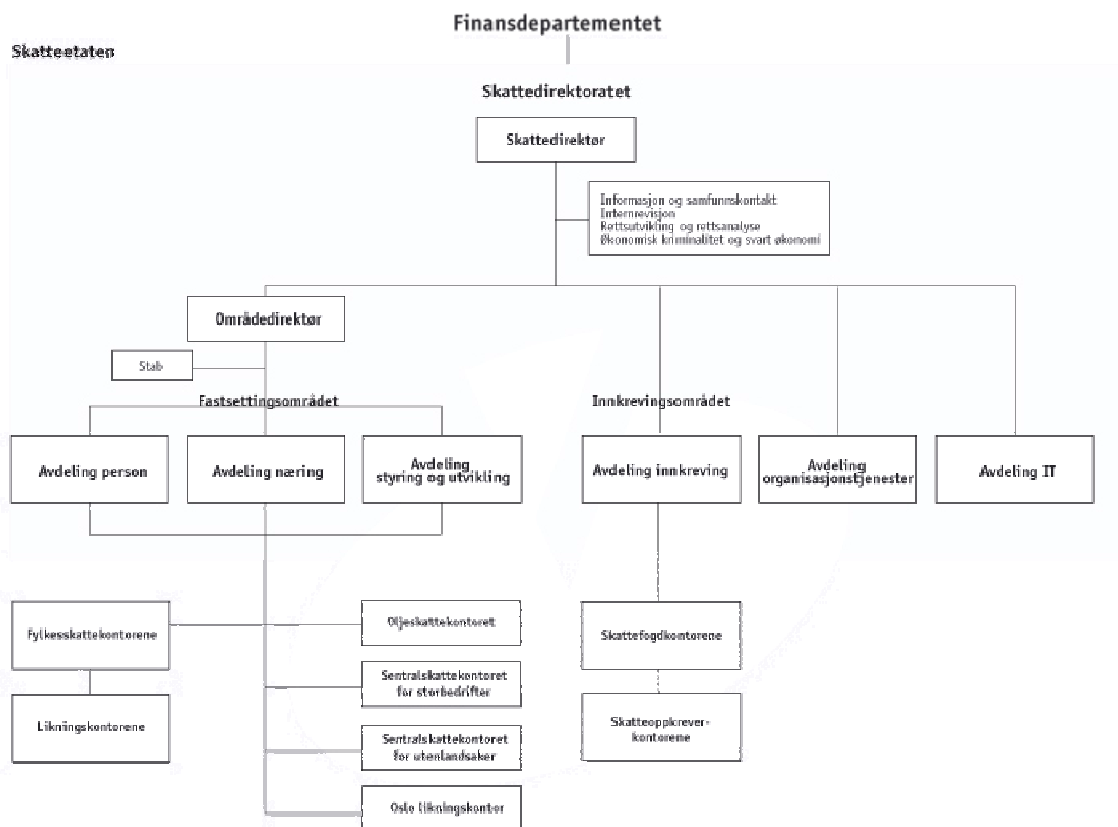 Finansdepartementet
Skatteetaten
Skattedirektoratet
Skattedirektør
Informasjon og samfunnskontakt
Internrevisjon
Rettsutvikling og rettsanalyse
Økonomisk kriminalitet og svart økonomi
Områdedirektør
Stab
Fastsettingsområdet
Innkrevingsområdet
Avdeling person
Avdeling næring
Avdeling
styring og utvikling
Avdeling innkreving
Avdeling
organisasjonstjenester
Avdeling IT
Fylkesskattekontorene
Oljeskattekontoret
Skattefogdkontorene
Sentralskattekontoret
for storbedrifter
Likningskontorene
Skatteoppkrever-
kontorene
Sentralskattekontoret
for utenlandsaker
Oslo likningskontor